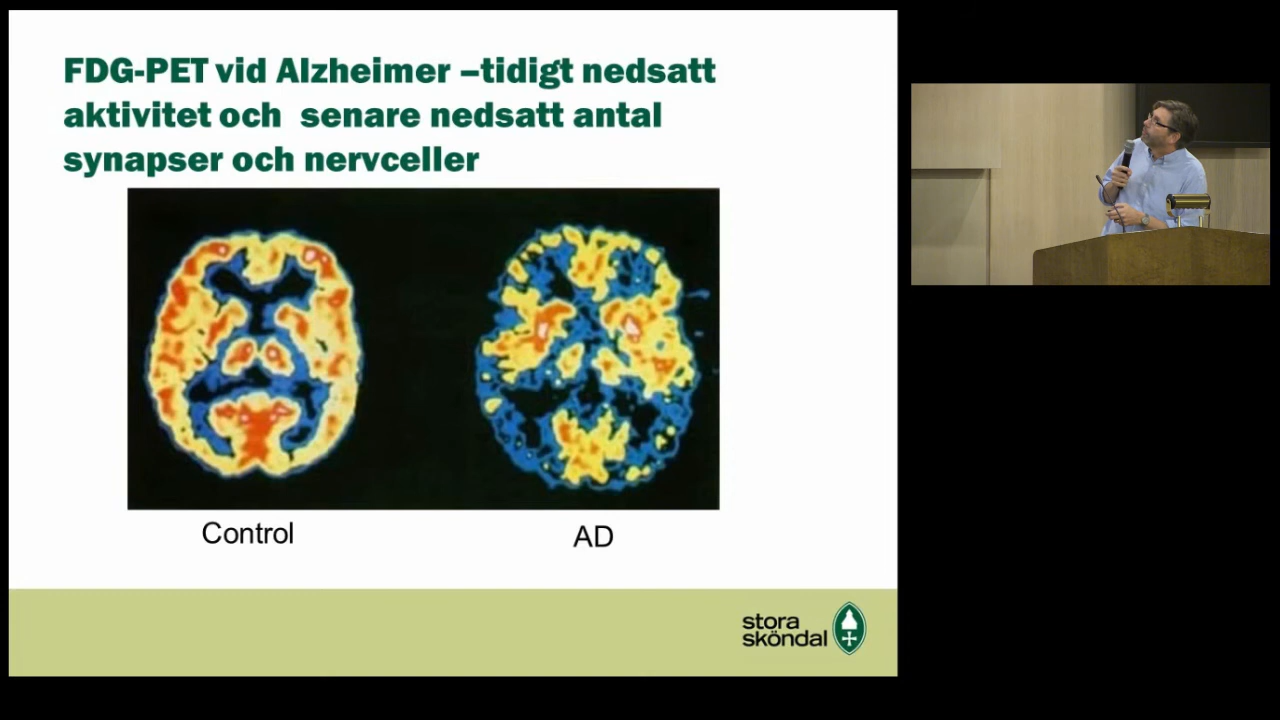 FDG-PET vid Alzheimer –tidigt nedsatt
aktivitet och  senare nedsatt antal
synapser och nervceller
Control
AD
stora
sköndal